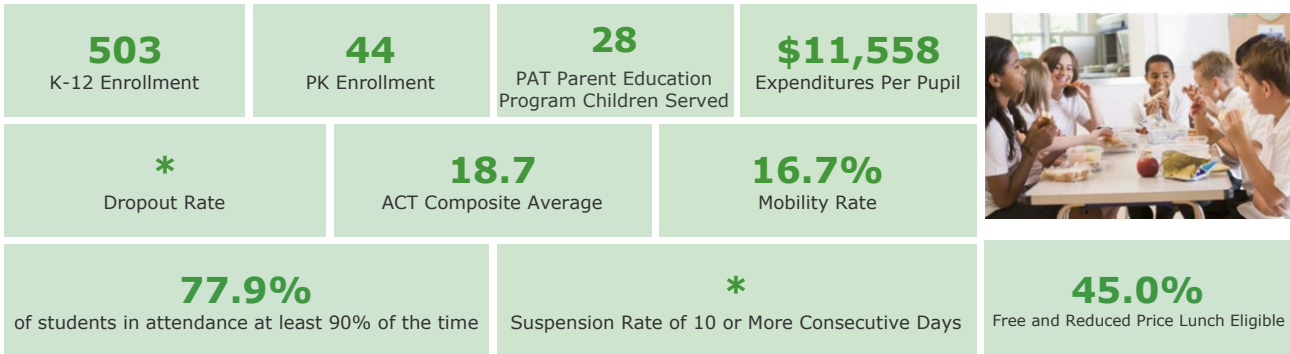 503
K-12 Enrollment
44
PK Enrollment
28
PAT Parent Education
Program Children Served
$11,558
Expenditures Per Pupil
*
Dropout Rate
18.7
ACT Composite Average
16.7%
Mobility Rate
77.9%
of students in attendance at least 90% of the time
*
Suspension Rate of 10 or More Consecutive Days
45.0%
Free and Reduced Price Lunch Eligible